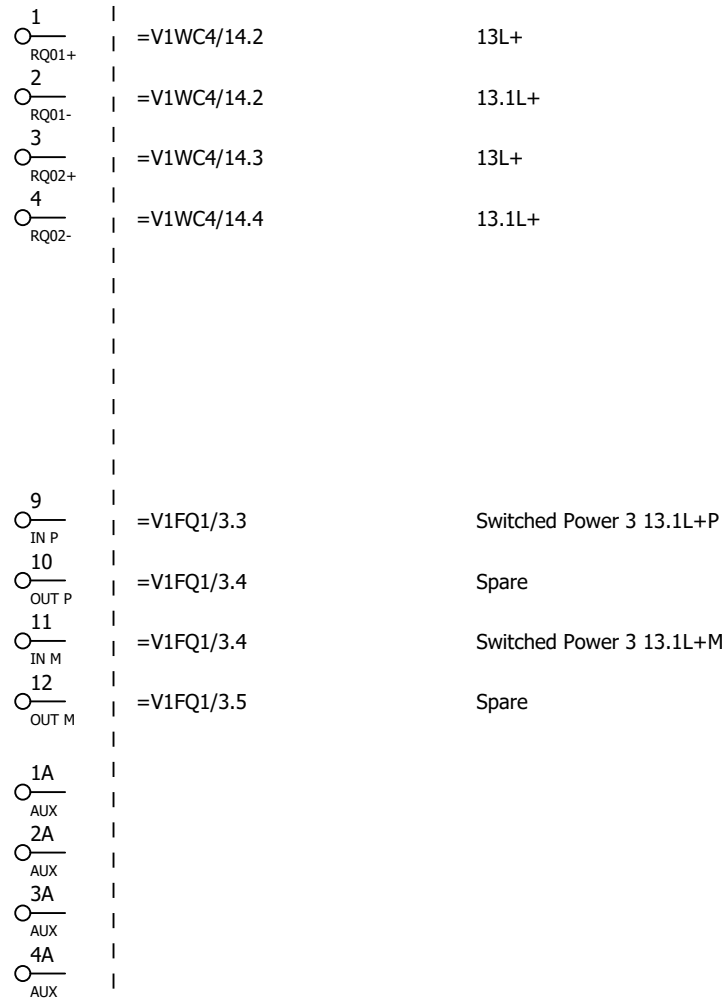 1
=V1WC4/14.2 13L+
RQ01+
2
=V1WC4/14.2 13.1L+
RQ01-
3
=V1WC4/14.3 13L+
RQ02+
4
=V1WC4/14.4 13.1L+
RQ02-
9
=V1FQ1/3.3 Switched Power 3 13.1L+P
IN P
10
=V1FQ1/3.4 Spare
OUT P
11
=V1FQ1/3.4 Switched Power 3 13.1L+M
IN M
12
=V1FQ1/3.5 Spare
OUT M
1A
AUX
2A
AUX
3A
AUX
4A
AUX